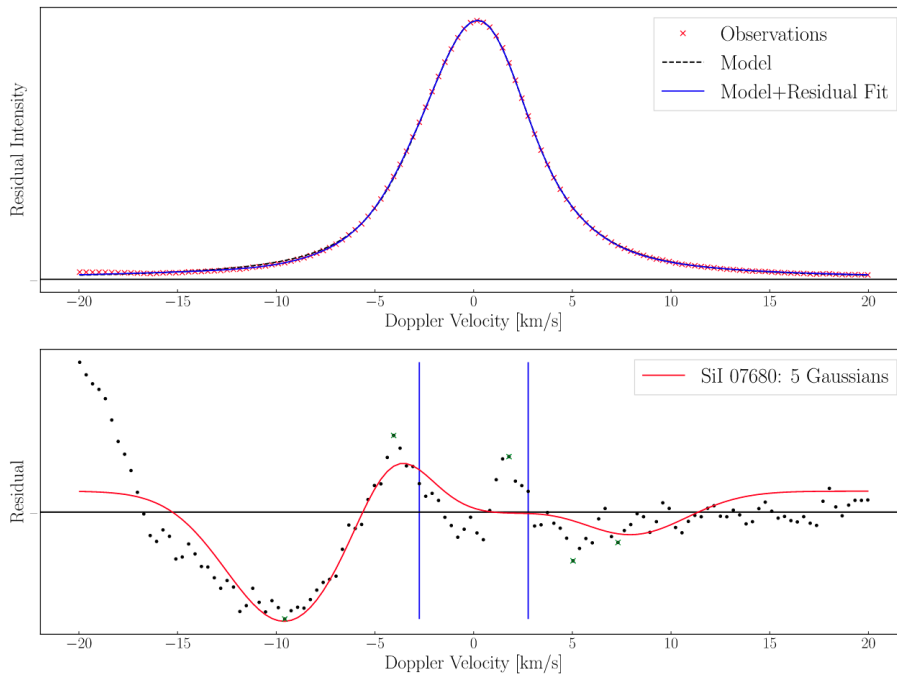 Observations
Model
Model+Residual Fit
Residual Intensity
−20 −15 −10 −5 0 5 10 15 20
Doppler Velocity [km/s]
SiI 07680: 5 Gaussians
Residual
−20 −15 −10 −5 0 5 10 15 20
Doppler Velocity [km/s]